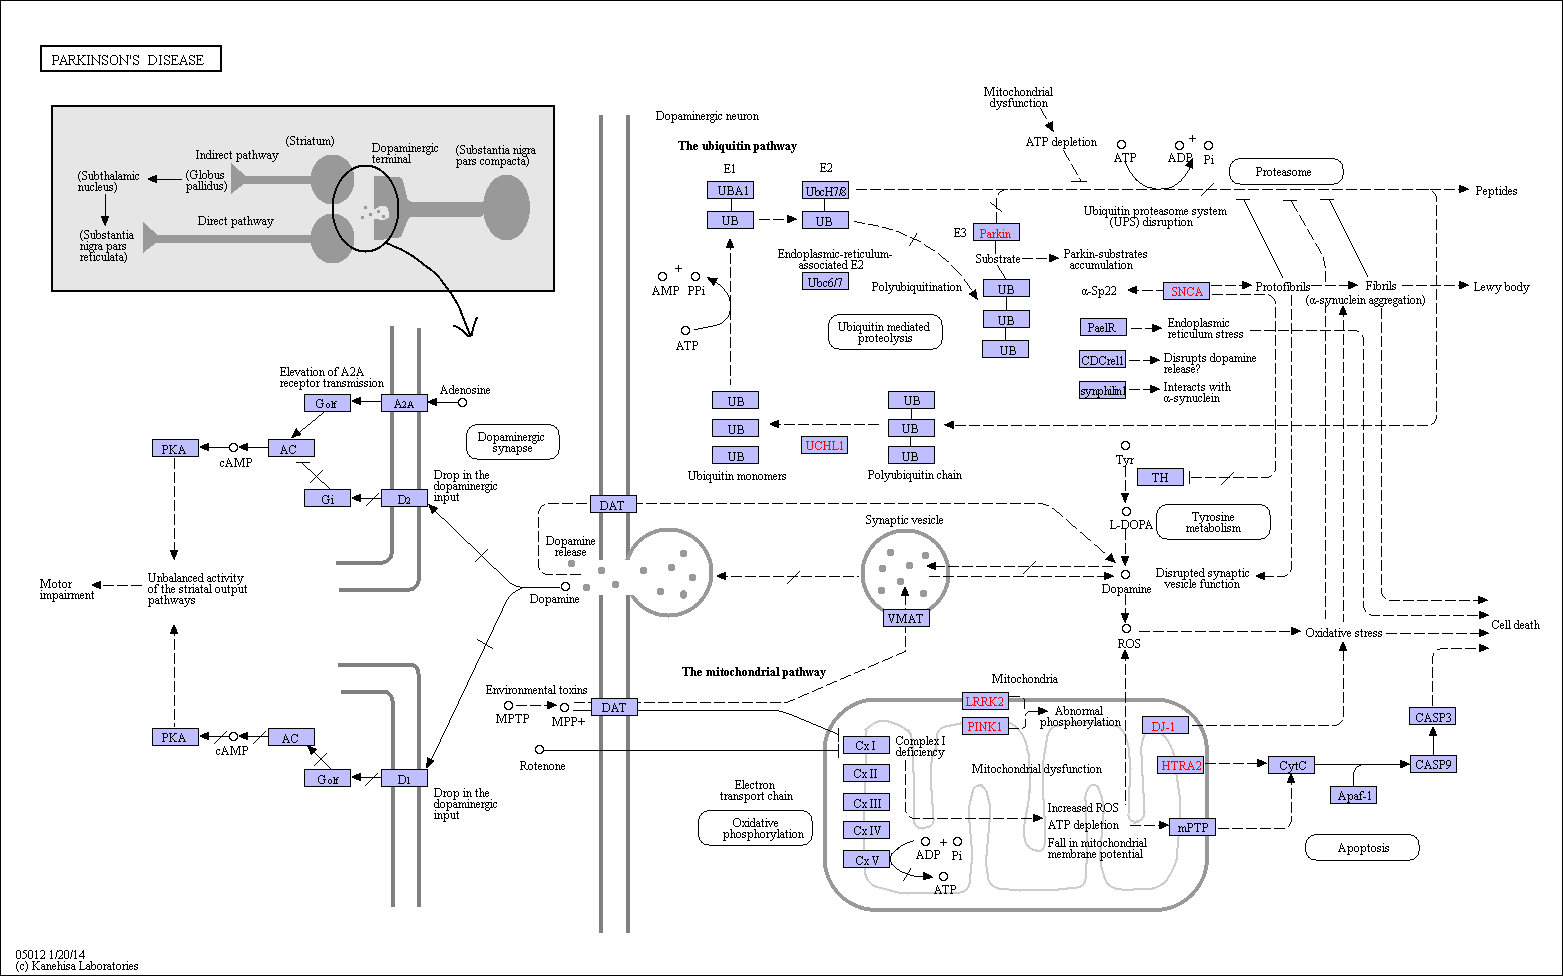 PARKINSON'S DISEASE
(Striatum)
Indirect pathway
Dopaminergic
terminal
(Substantia nigra
pars compacta)
(Subthalamic
nucleus)
(Globus
pallidus)
Direct pathway
(Substantia
nigra pars
reticulata)
Dopaminergic neuron
The ubiquitin pathway
E1
E2
UBA1
UbcH7/8
UB
UB
Endoplasmic-reticulum-
associated E2
Ubc6/7
AMP
+
PPi
ATP
Polyubiquitination
Ubiquitin mediated
proteolysis
Mitochondrial
dysfunction
ATP depletion
ATP
ADP
+
Pi
Proteasome
Peptides
Ubiquitin proteasome system
(UPS) disruption
E3
Parkin
Substrate
Parkin-substrates
accumulation
UB
UB
UB
α-Sp22
SNCA
Protofibrils
Fibrils
(α-synuclein aggregation)
Lewy body
PaelR
Endoplasmic
reticulum stress
CDCrel1
Disrupts dopamine
release?
synphilin1
Interacts with
α-synuclein
UB
UB
UB
Ubiquitin monomers
UCHL1
UB
UB
UB
Polyubiquitin chain
Elevation of A2A
receptor transmission
Golf
A2A
Adenosine
PKA
cAMP
AC
Dopaminergic
synapse
Gi
D2
Drop in the
dopaminergic
input
DAT
Dopamine
release
Dopamine
Synaptic vesicle
VMAT
Tyr
TH
L-DOPA
Tyrosine
metabolism
Dopamine
Disrupted synaptic
vesicle function
ROS
Oxidative stress
Cell death
Motor
impairment
Unbalanced activity
of the striatal output
pathways
The mitochondrial pathway
Environmental toxins
MPTP
MPP+
DAT
Rotenone
PKA
cAMP
AC
Golf
D1
Drop in the
dopaminergic
input
Mitochondria
LRRK2
PINK1
Abnormal
phosphorylation
DJ-1
HTRA2
Cx I
Cx II
Cx III
Cx IV
Cx V
Complex I
deficiency
Mitochondrial dysfunction
Increased ROS
ATP depletion
Fall in mitochondrial
membrane potential
ADP
+
Pi
ATP
mPTP
Electron
transport chain
Oxidative
phosphorylation
CytC
Apaf-1
CASP9
CASP3
Apoptosis
05012 1/20/14
(c) Kanehisa Laboratories